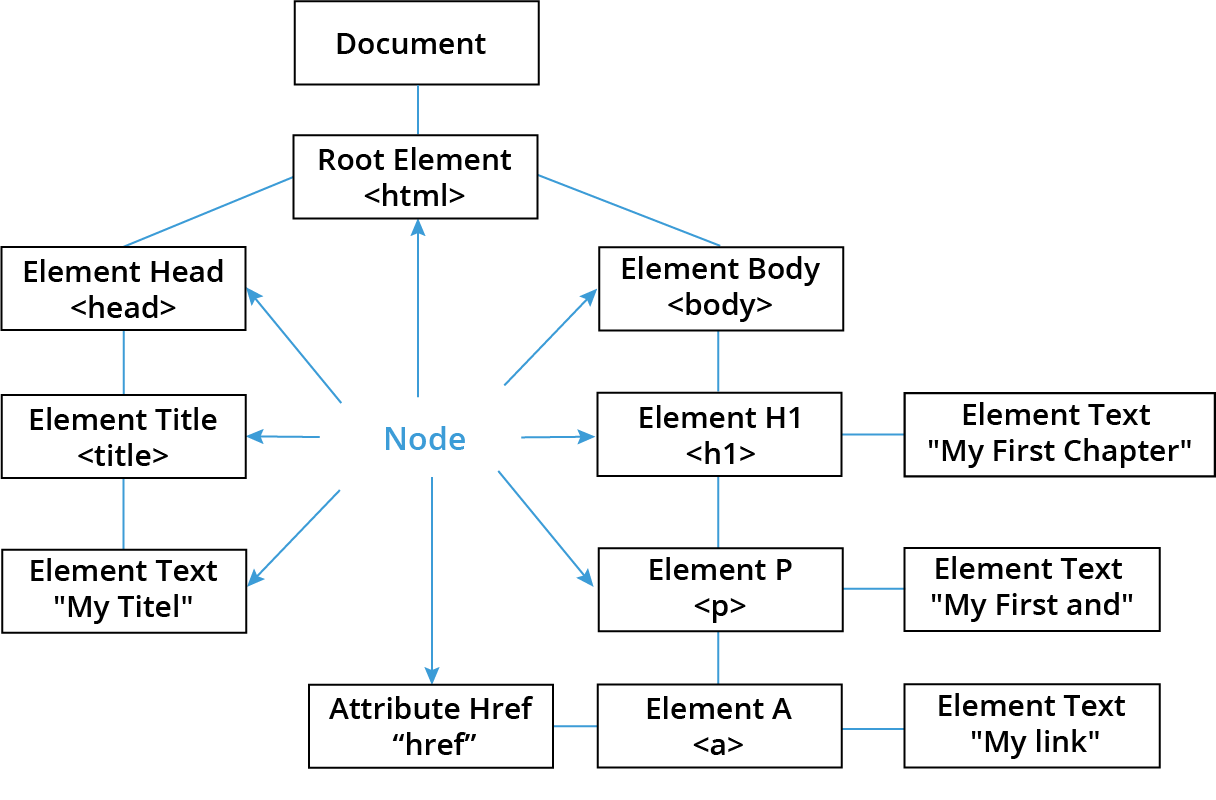 Document
Root Element
<html>
Element Head
<head>
Element Body
<body>
Element Title
<title>
Node
Element H1
<h1>
Element Text
"My First Chapter"
Element Text
"My Titel"
Element P
<p>
Element Text
"My First and"
Attribute Href
“href”
Element A
<a>
Element Text
"My link"